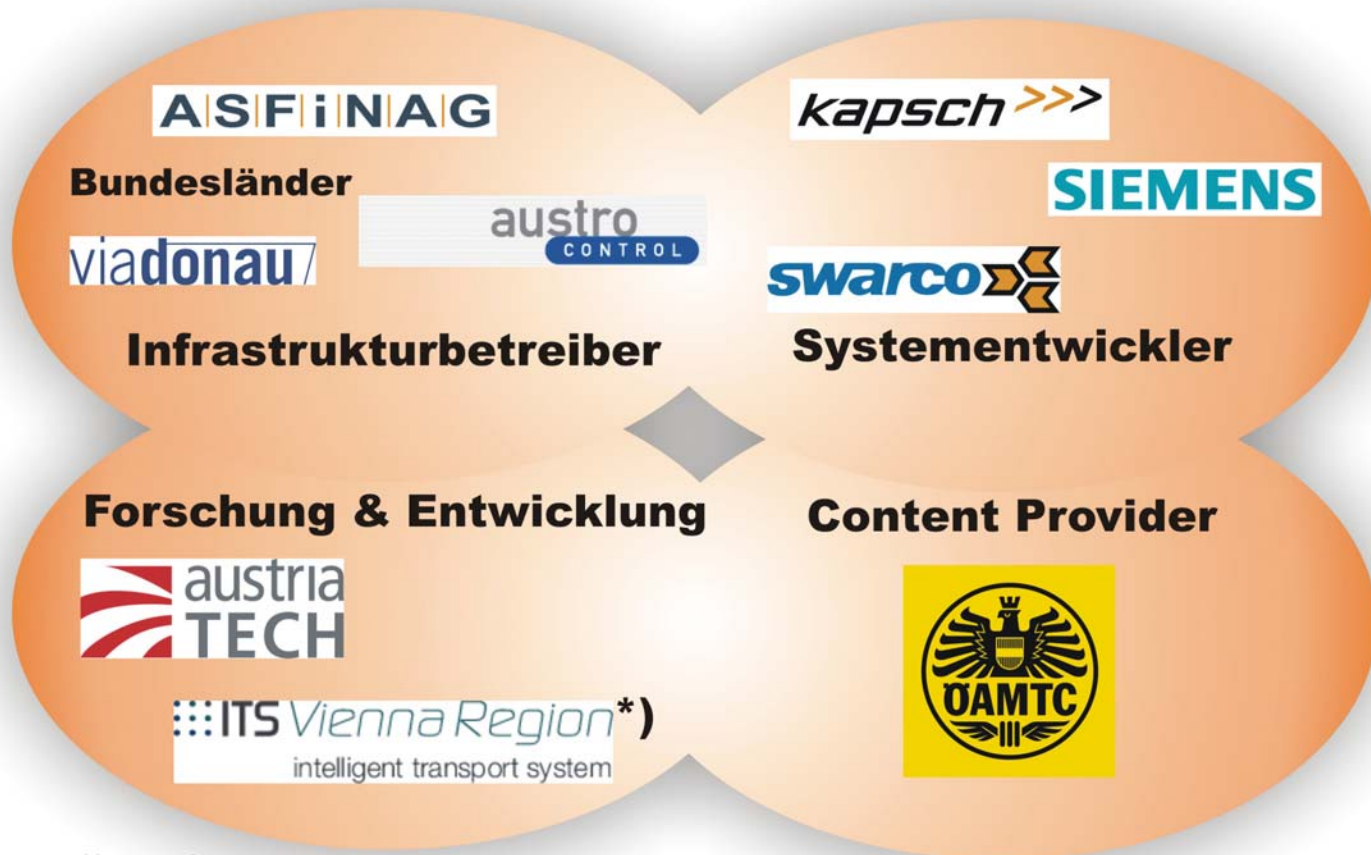 ASFiNAG
Bundesländer
austro
CONTROL
viadonau
Infrastrukturbetreiber
kapsch >>>
SIEMENS
swarco
Systementwickler
Forschung & Entwicklung
austria
TECH
ITS Vienna Region*)
intelligent transport system
Content Provider
ÖAMTC